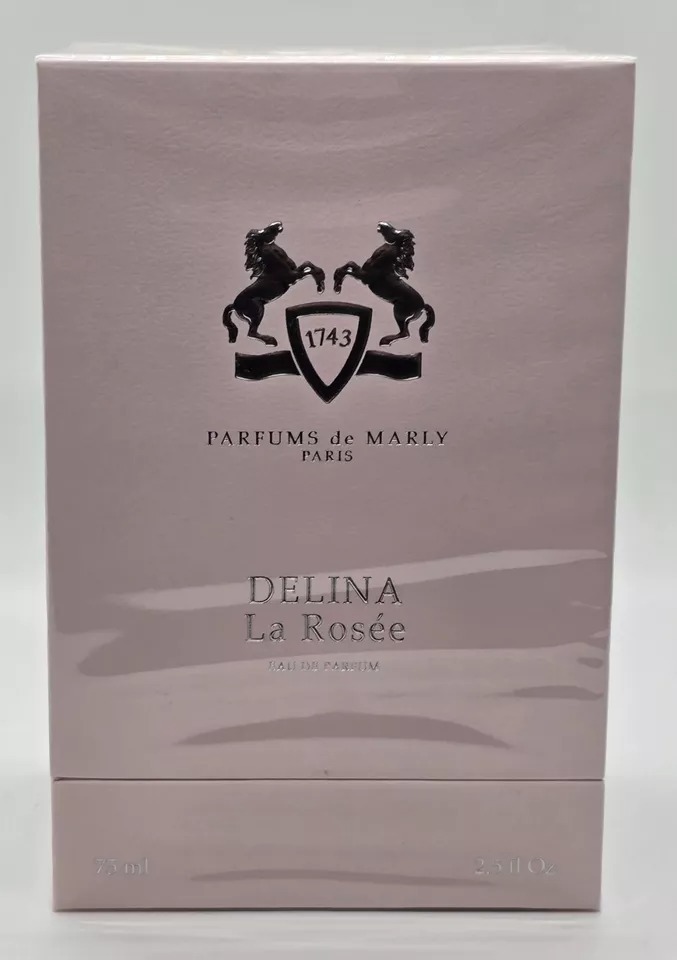 1743
PARFUMS de MARLY
PARIS
DELINA
La Rosée
EAU DE PARFUM
75 ml
2,5 fl Oz